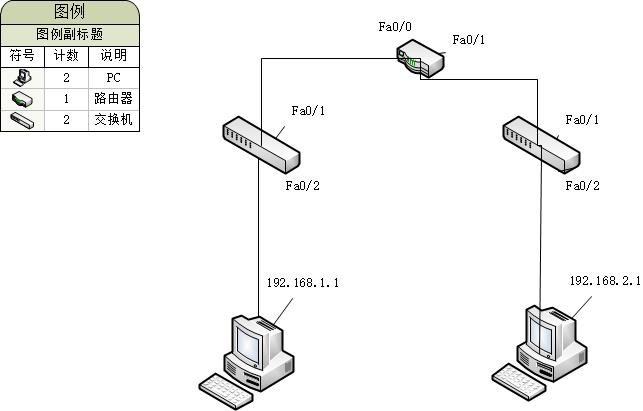 图例
图例副标题
符号 计数 说明
2 PC
1 路由器
2 交换机
Fa0/0
Fa0/1
Fa0/1
Fa0/2
Fa0/1
Fa0/2
192.168.1.1
192.168.2.1